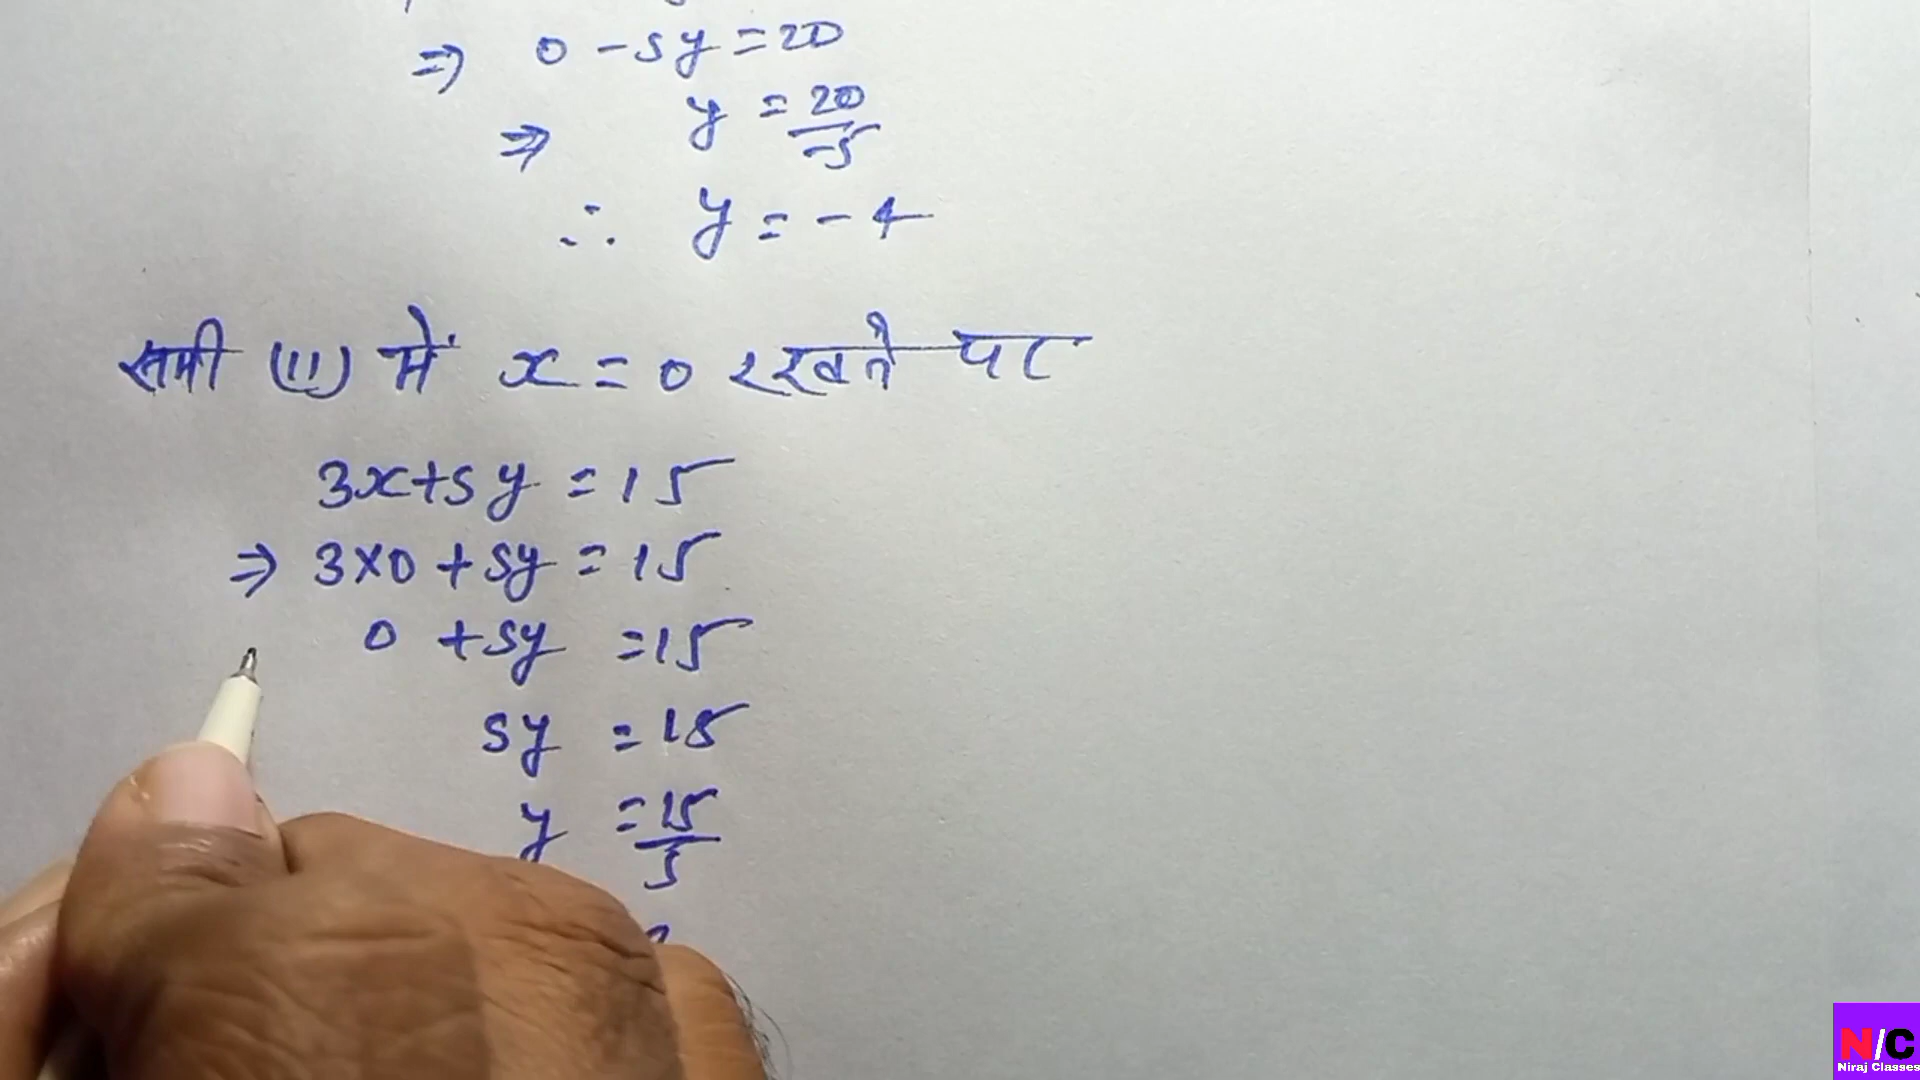 ⇒ 0 - 5y = 20
⇒ y = 20/-5
∴ y = -4
समी (II) में x = 0 रखने पर
3x+5y = 15
⇒ 3×0 + 5y = 15
0 + 5y = 15
5y = 15
y = 15/5
N/C
Niraj Classes